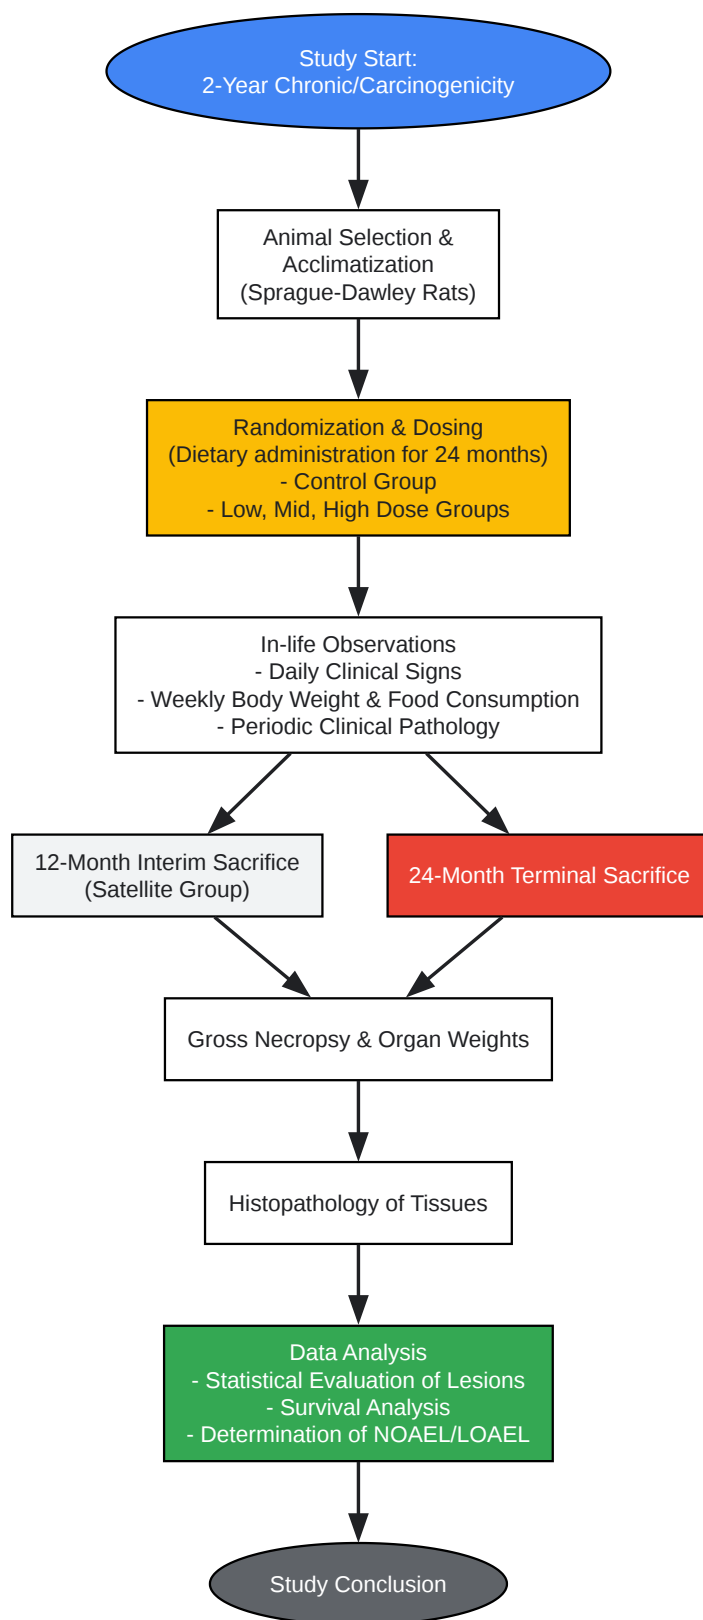 Study Start:
2-Year Chronic/Carcinogenicity
Animal Selection &
Acclimatization
(Sprague-Dawley Rats)
Randomization & Dosing
(Dietary administration for 24 months)
- Control Group
- Low, Mid, High Dose Groups
In-life Observations
- Daily Clinical Signs
- Weekly Body Weight & Food Consumption
- Periodic Clinical Pathology
12-Month Interim Sacrifice
(Satellite Group)
24-Month Terminal Sacrifice
Gross Necropsy & Organ Weights
Histopathology of Tissues
Data Analysis
- Statistical Evaluation of Lesions
- Survival Analysis
- Determination of NOAEL/LOAEL
Study Conclusion